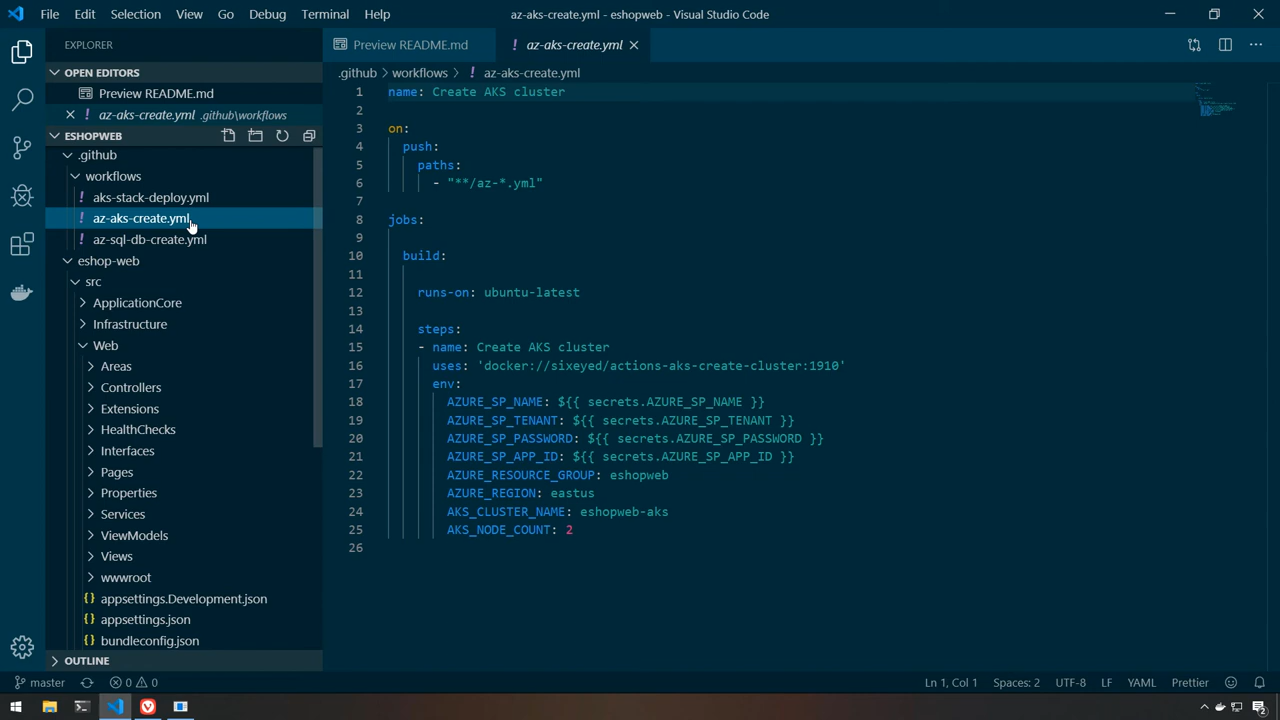 File Edit Selection View Go Debug Terminal Help
az-aks-create.yml - eshopweb - Visual Studio Code
EXPLORER
OPEN EDITORS
Preview README.md
az-aks-create.yml .github\workflows
ESHOPWEB
.github
workflows
aks-stack-deploy.yml
az-aks-create.yml
az-sql-db-create.yml
eshop-web
src
ApplicationCore
Infrastructure
Web
Areas
Controllers
Extensions
HealthChecks
Interfaces
Pages
Properties
Services
ViewModels
Views
wwwroot
{} appsettings.Development.json
{} appsettings.json
{} bundleconfig.json
OUTLINE
Preview README.md
! az-aks-create.yml
.github > workflows > ! az-aks-create.yml
1 name: Create AKS cluster
2
3 on:
4 push:
5 paths:
6 - "**/az-*.yml"
7
8 jobs:
9
10 build:
11
12 runs-on: ubuntu-latest
13
14 steps:
15 - name: Create AKS cluster
16 uses: 'docker://sixeyed/actions-aks-create-cluster:1910'
17 env:
18 AZURE_SP_NAME: ${{ secrets.AZURE_SP_NAME }}
19 AZURE_SP_TENANT: ${{ secrets.AZURE_SP_TENANT }}
20 AZURE_SP_PASSWORD: ${{ secrets.AZURE_SP_PASSWORD }}
21 AZURE_SP_APP_ID: ${{ secrets.AZURE_SP_APP_ID }}
22 AZURE_RESOURCE_GROUP: eshopweb
23 AZURE_REGION: eastus
24 AKS_CLUSTER_NAME: eshopweb-aks
25 AKS_NODE_COUNT: 2
26
master 0 0 Ln 1, Col 1 Spaces: 2 UTF-8 LF YAML Prettier
2